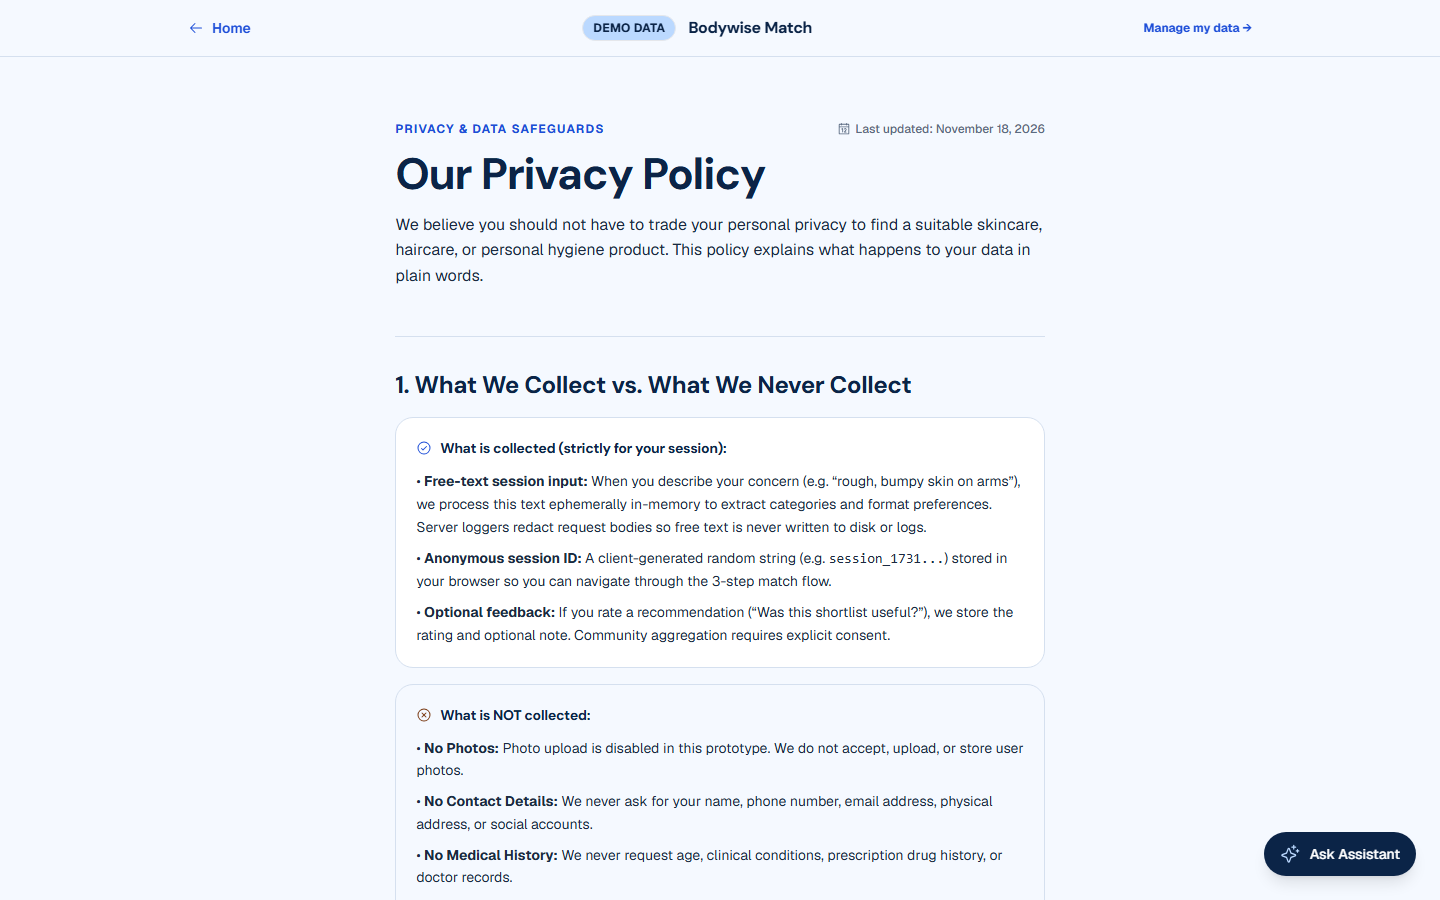 Home
DEMO DATA
Bodywise Match
Manage my data →
PRIVACY & DATA SAFEGUARDS
Last updated: November 18, 2026
Our Privacy Policy
We believe you should not have to trade your personal privacy to find a suitable skincare,
haircare, or personal hygiene product. This policy explains what happens to your data in
plain words.
1. What We Collect vs. What We Never Collect
What is collected (strictly for your session):
• Free-text session input: When you describe your concern (e.g. “rough, bumpy skin on arms”),
we process this text ephemerally in-memory to extract categories and format preferences.
Server loggers redact request bodies so free text is never written to disk or logs.
• Anonymous session ID: A client-generated random string (e.g. session_1731...) stored in
your browser so you can navigate through the 3-step match flow.
• Optional feedback: If you rate a recommendation (“Was this shortlist useful?”), we store the
rating and optional note. Community aggregation requires explicit consent.
What is NOT collected:
• No Photos: Photo upload is disabled in this prototype. We do not accept, upload, or store user
photos.
• No Contact Details: We never ask for your name, phone number, email address, physical
address, or social accounts.
• No Medical History: We never request age, clinical conditions, prescription drug history, or
doctor records.
Ask Assistant